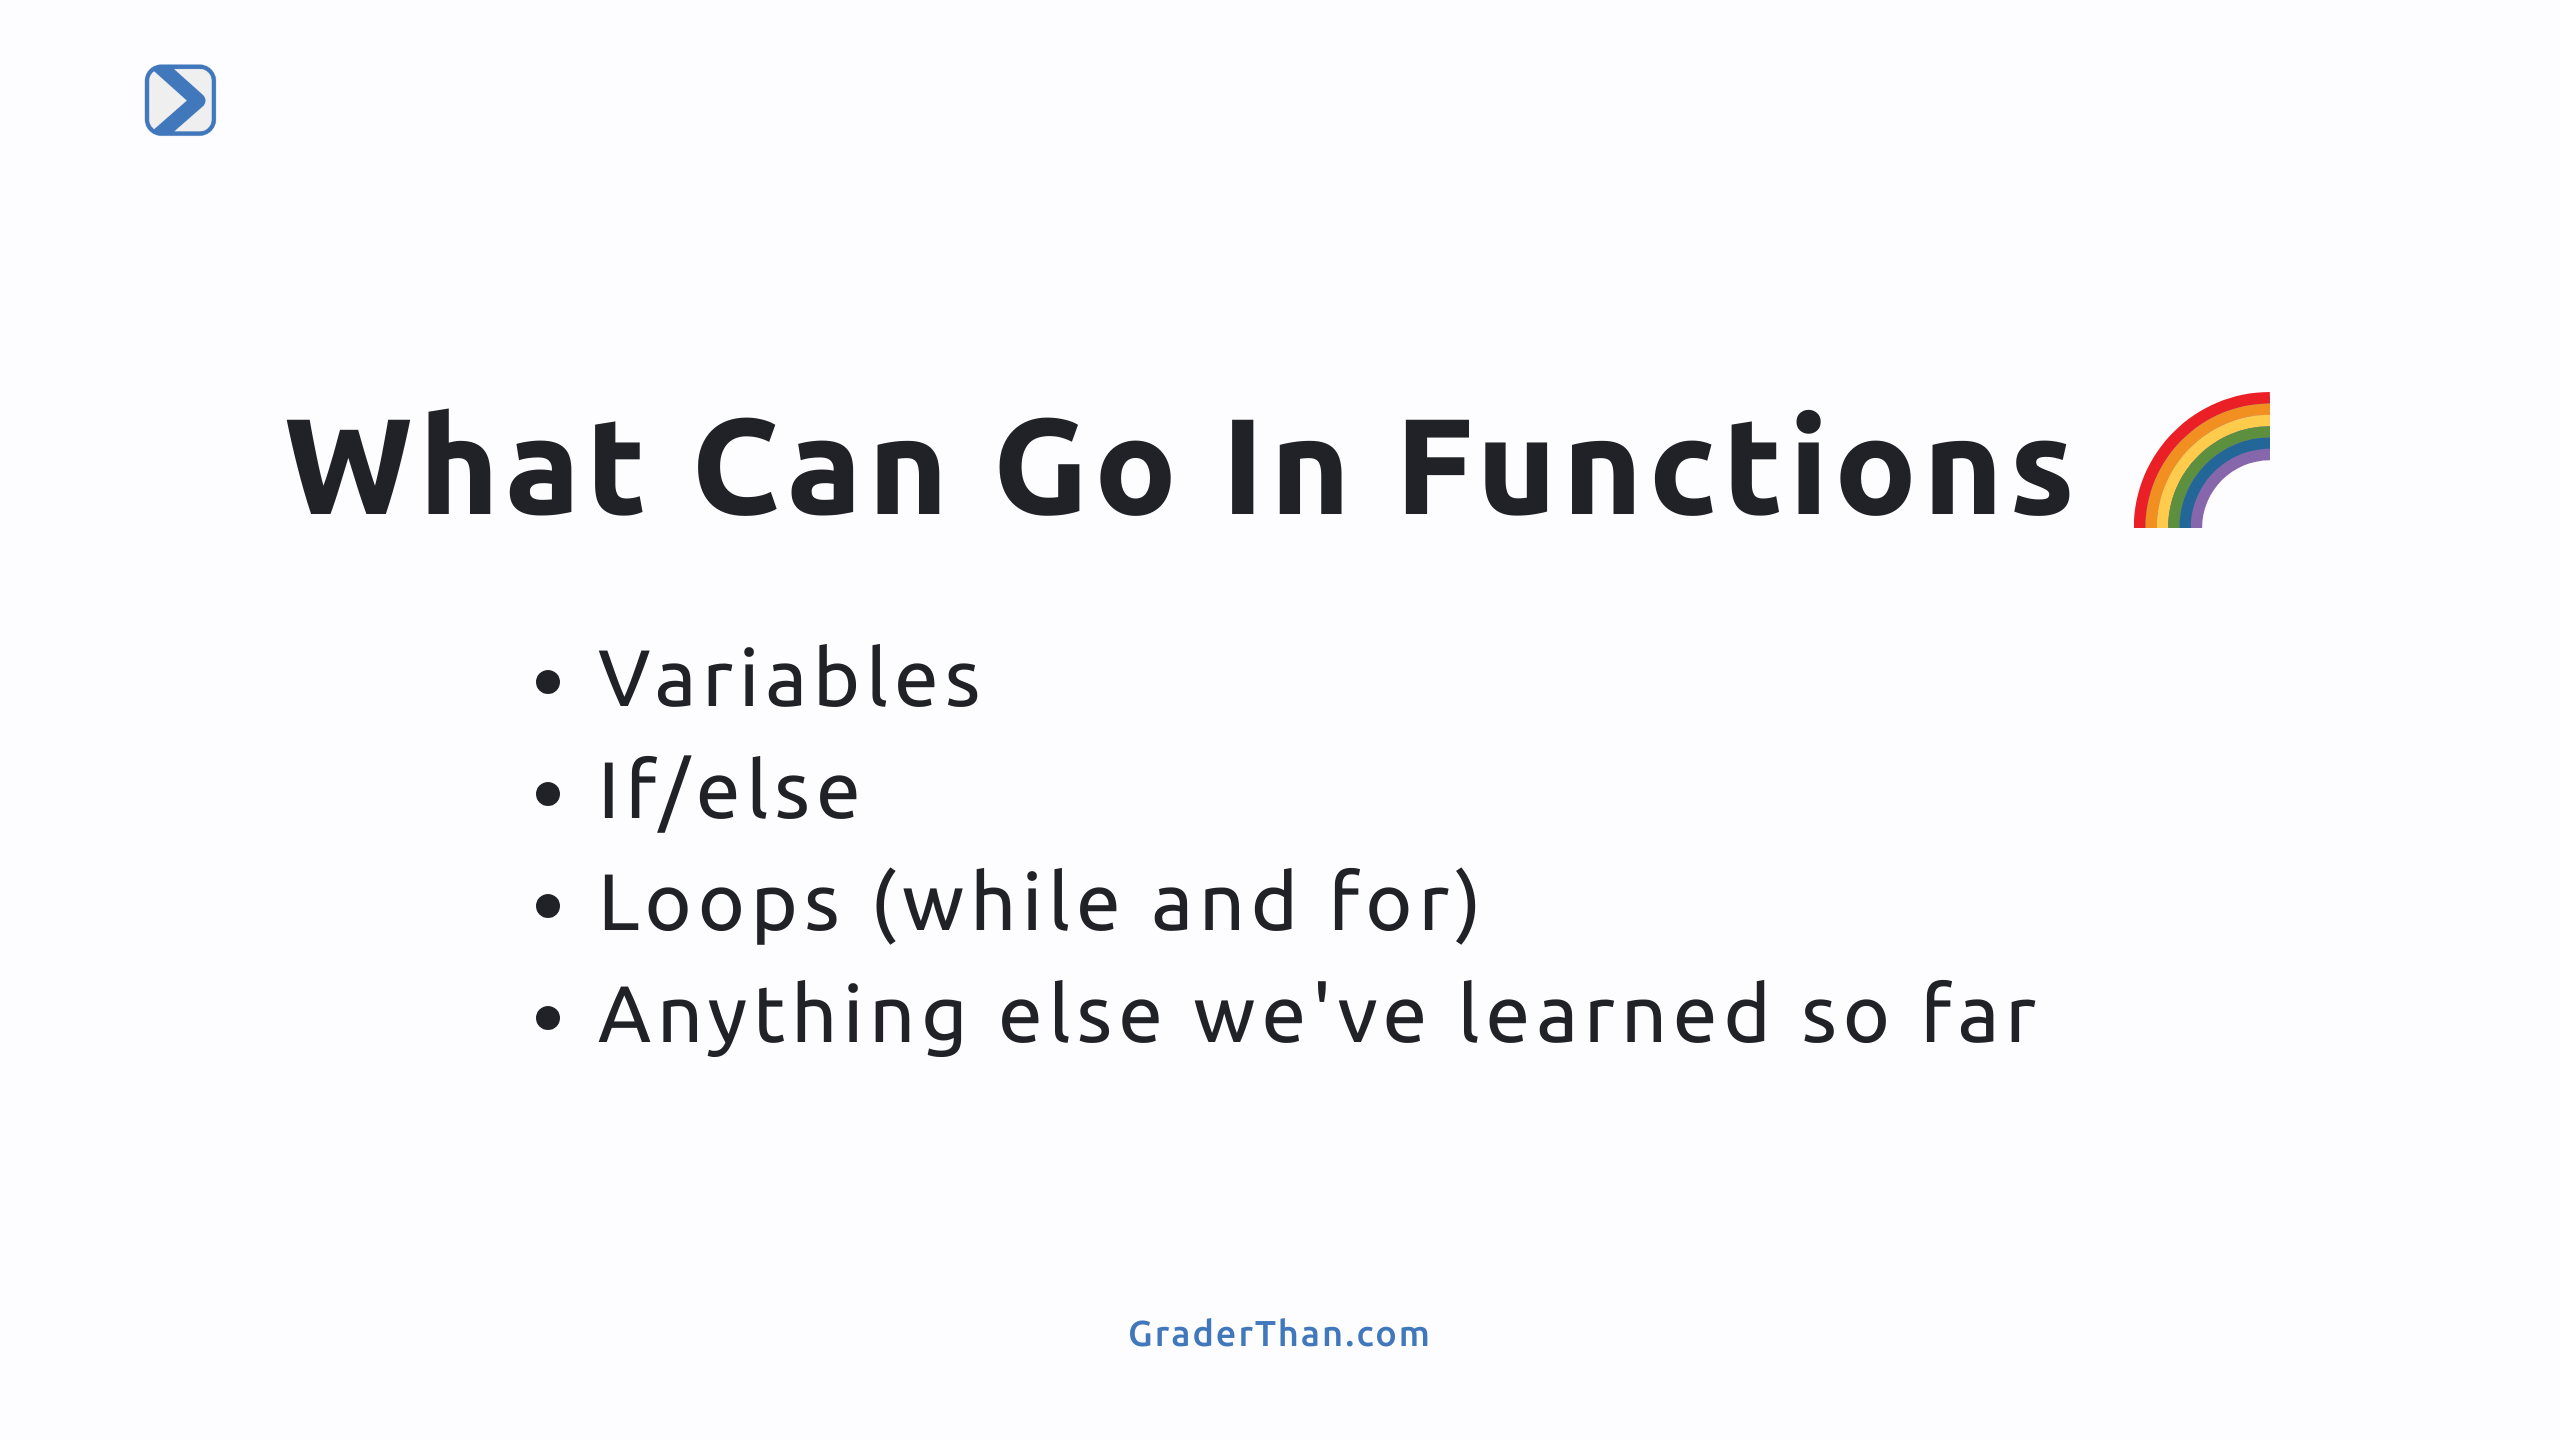 What Can Go In Functions
• Variables
• If/else
• Loops (while and for)
• Anything else we've learned so far
GraderThan.com